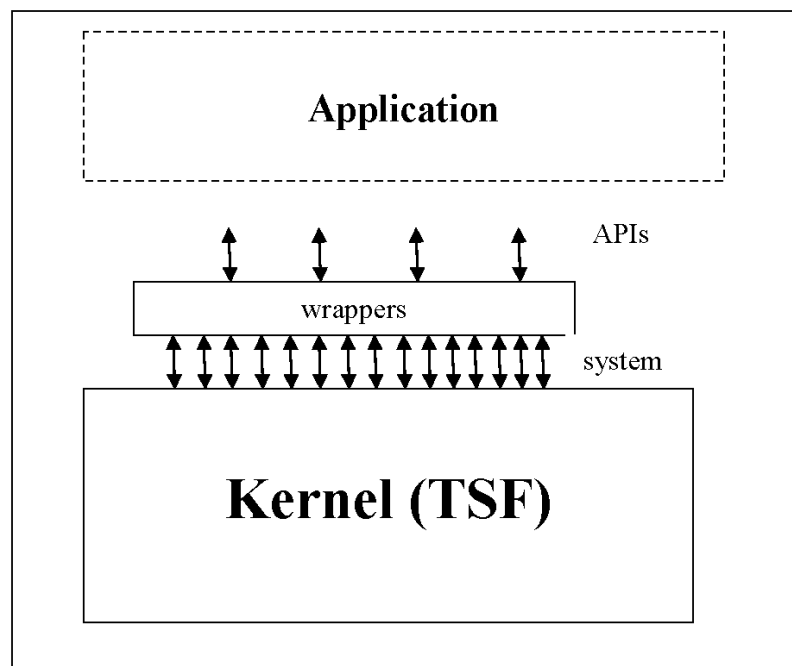 Application
APIs
wrappers
system
Kernel (TSF)